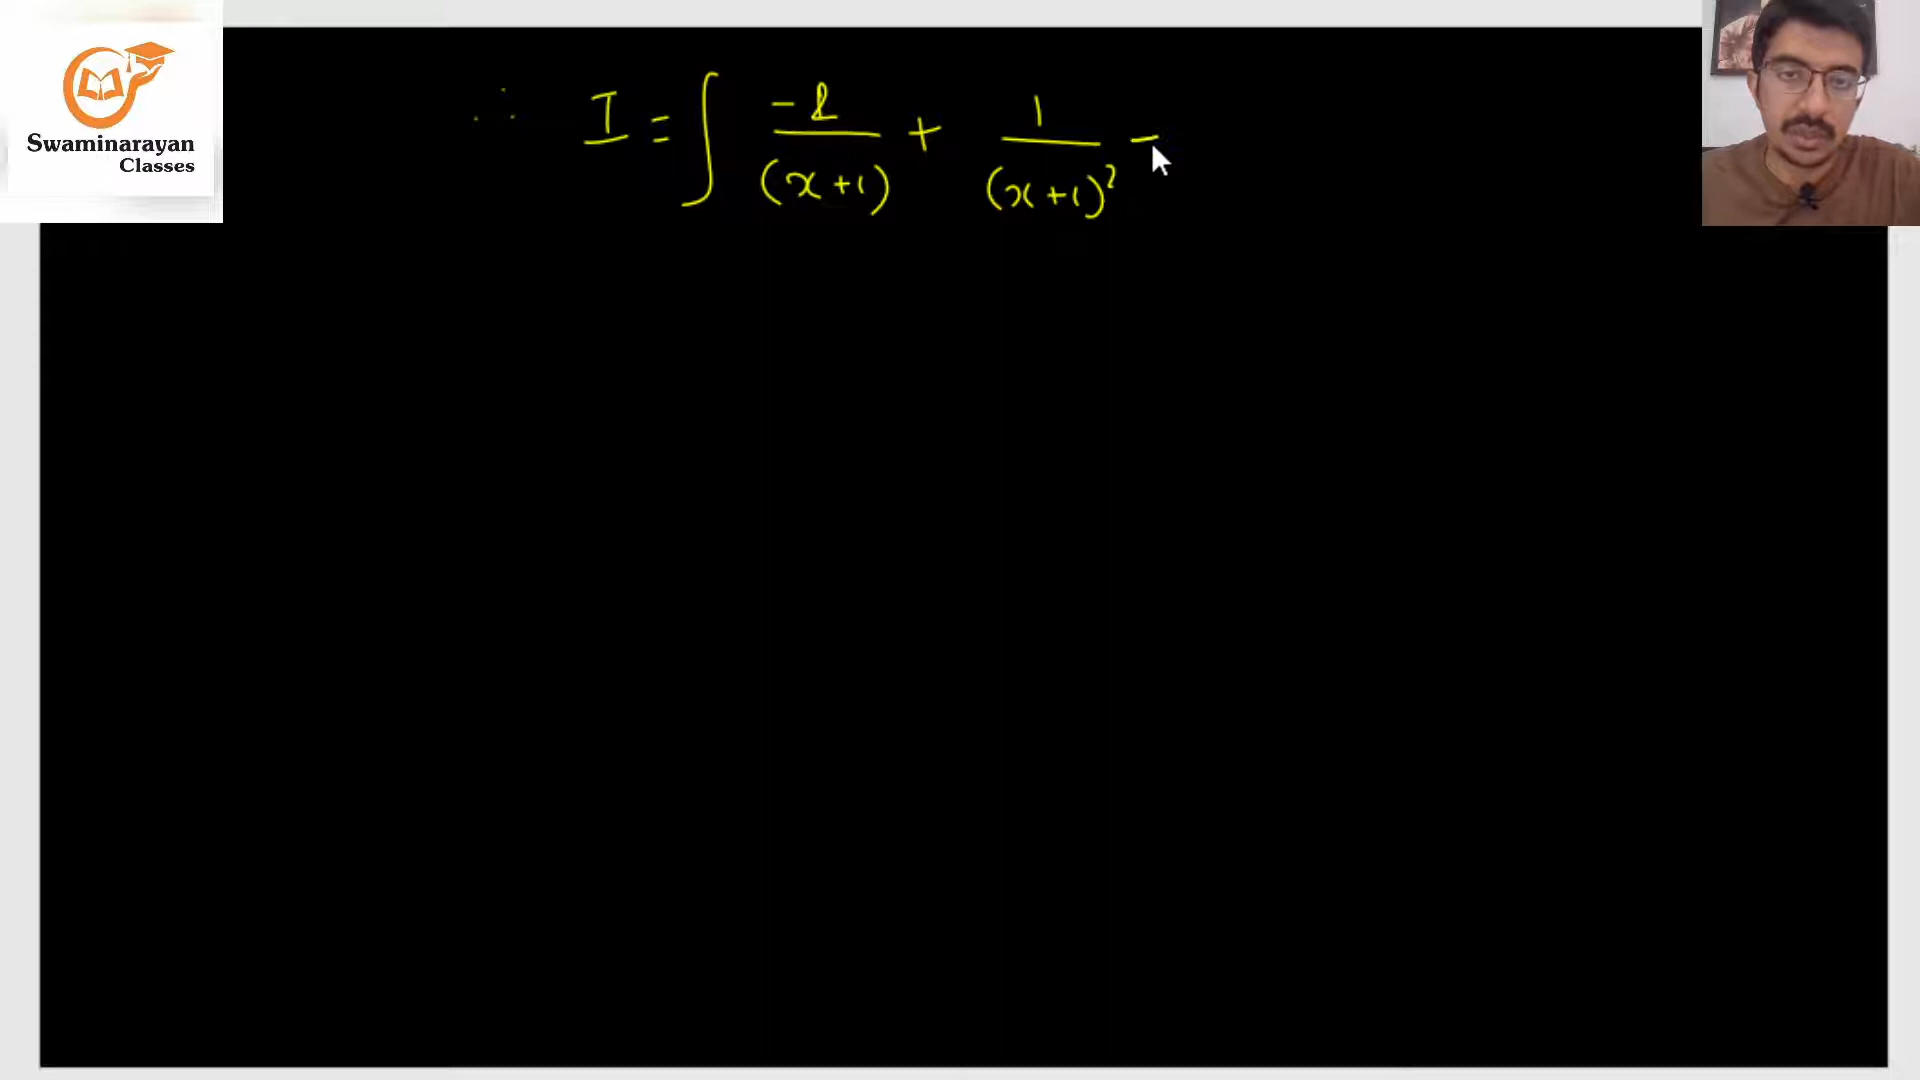 Swaminarayan
Classes
∴ I = ∫ -2/(x+1) + 1/(x+1)² -